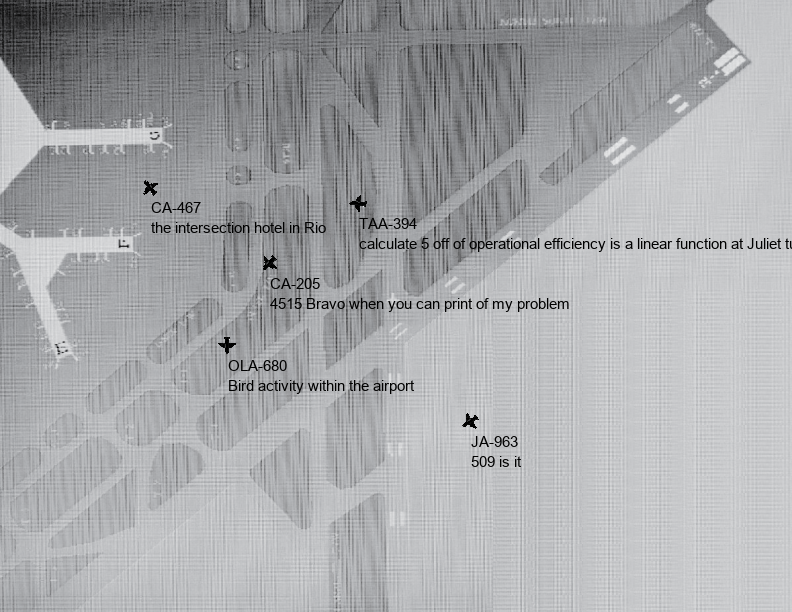 G
CA-467
the intersection hotel in Rio
TAA-394
calculate 5 off of operational efficiency is a linear function at Juliet tu
F
CA-205
4515 Bravo when you can print of my problem
OLA-680
Bird activity within the airport
JA-963
509 is it